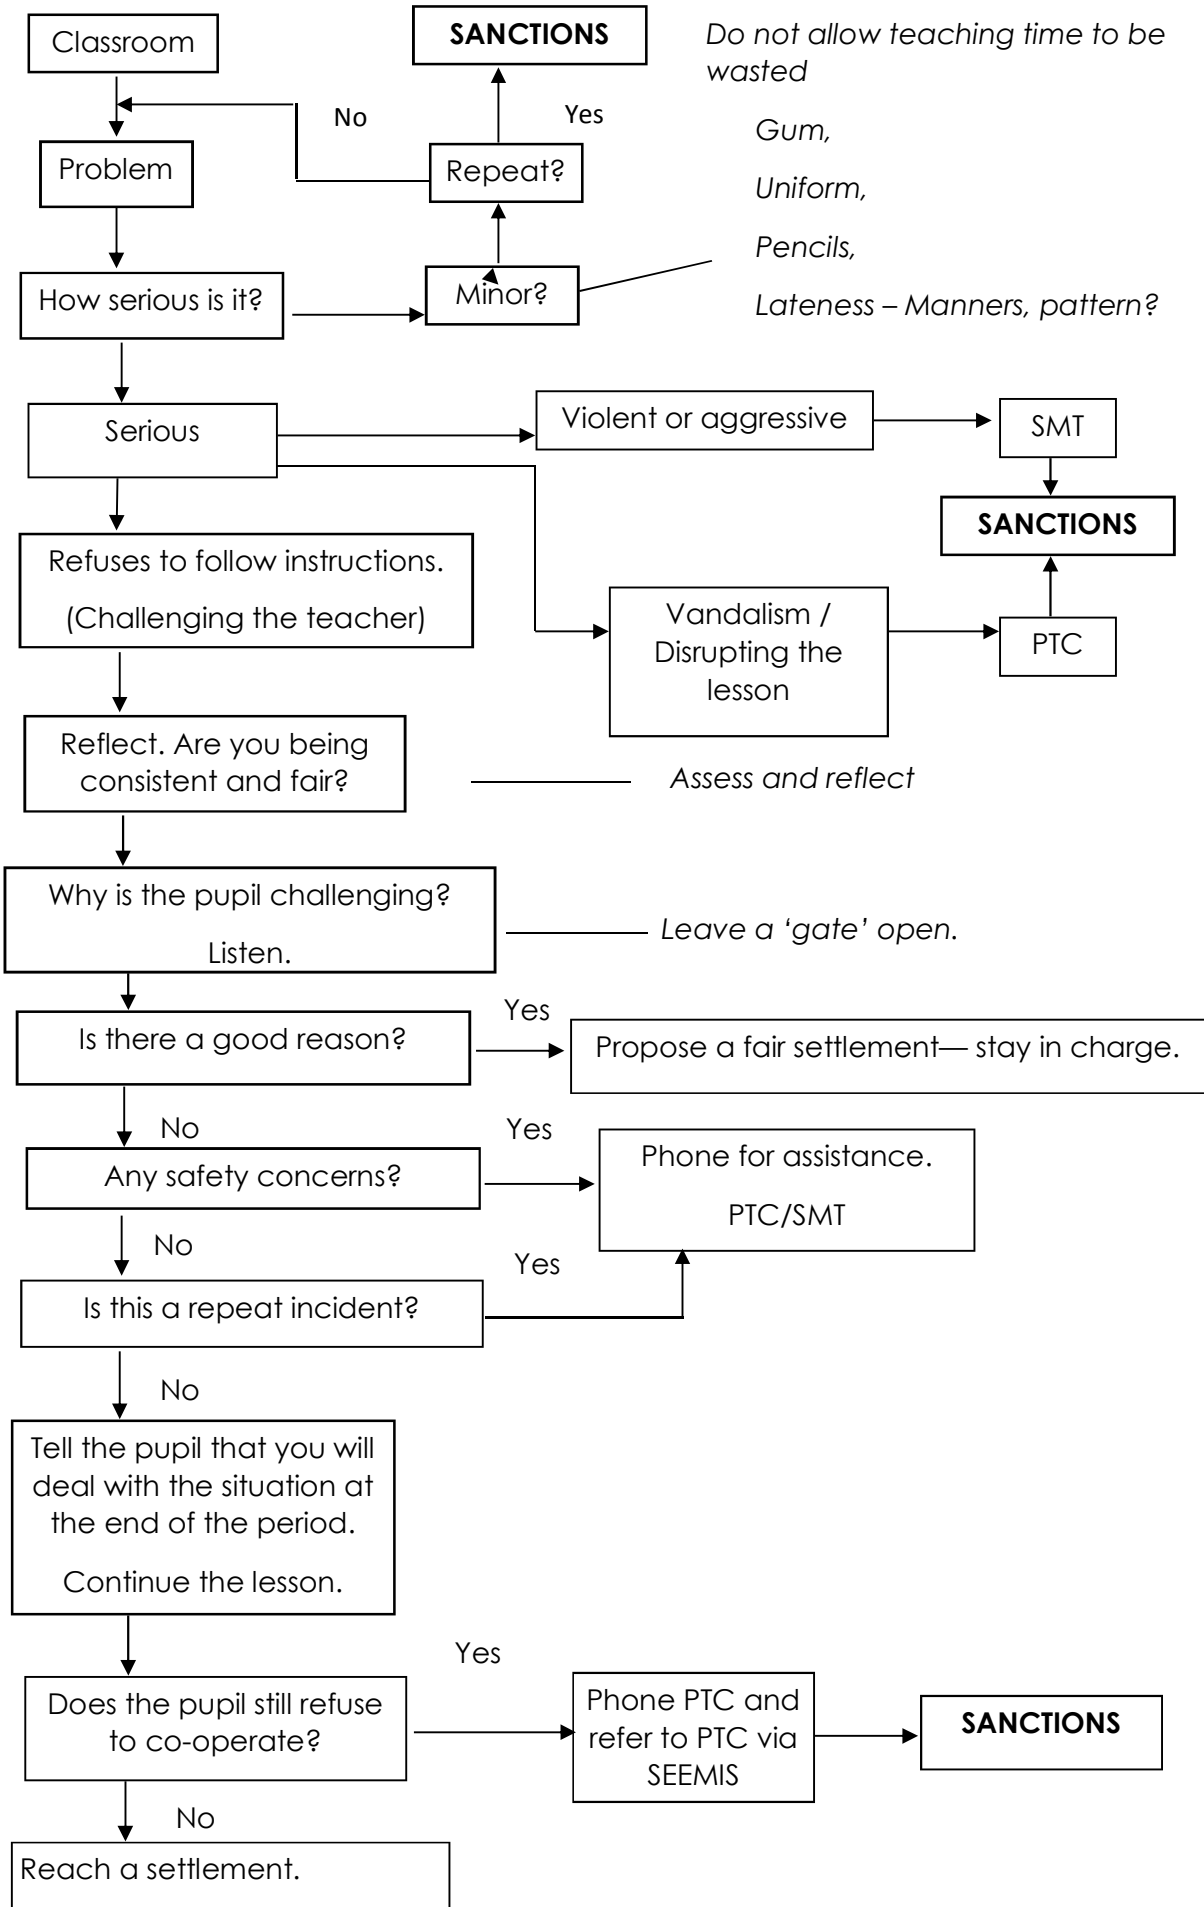 Classroom
SANCTIONS
Do not allow teaching time to be
wasted
No
Yes
Gum,
Problem
Repeat?
Uniform,
Pencils,
How serious is it?
Minor?
Lateness – Manners, pattern?
Serious
Violent or aggressive
SMT
SANCTIONS
Refuses to follow instructions.
(Challenging the teacher)
Vandalism /
Disrupting the
lesson
PTC
Reflect. Are you being
consistent and fair?
Assess and reflect
Why is the pupil challenging?
Listen.
Leave a ‘gate’ open.
Is there a good reason?
Yes
Propose a fair settlement— stay in charge.
No
Any safety concerns?
Yes
Phone for assistance.
PTC/SMT
No
Is this a repeat incident?
Yes
No
Tell the pupil that you will
deal with the situation at
the end of the period.
Continue the lesson.
Does the pupil still refuse
to co-operate?
Yes
Phone PTC and
refer to PTC via
SEEMIS
SANCTIONS
No
Reach a settlement.